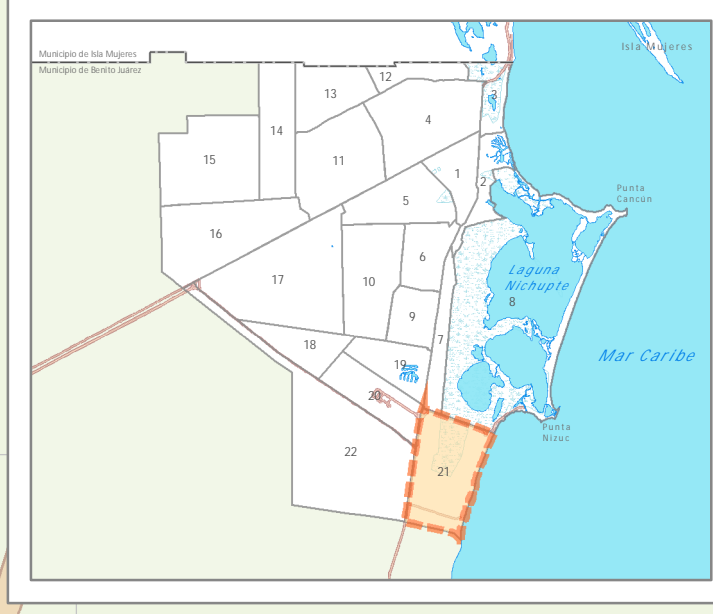 Isla Mujeres
Municipio de Isla Mujeres
Municipio de Benito Juárez
12
13
3
4
14
11
15
1
2
Punta
Cancún
5
16
6
Laguna
Nichupte
17
10
8
9
7
18
19
Mar Caribe
20
Punta
Nizuc
22
21